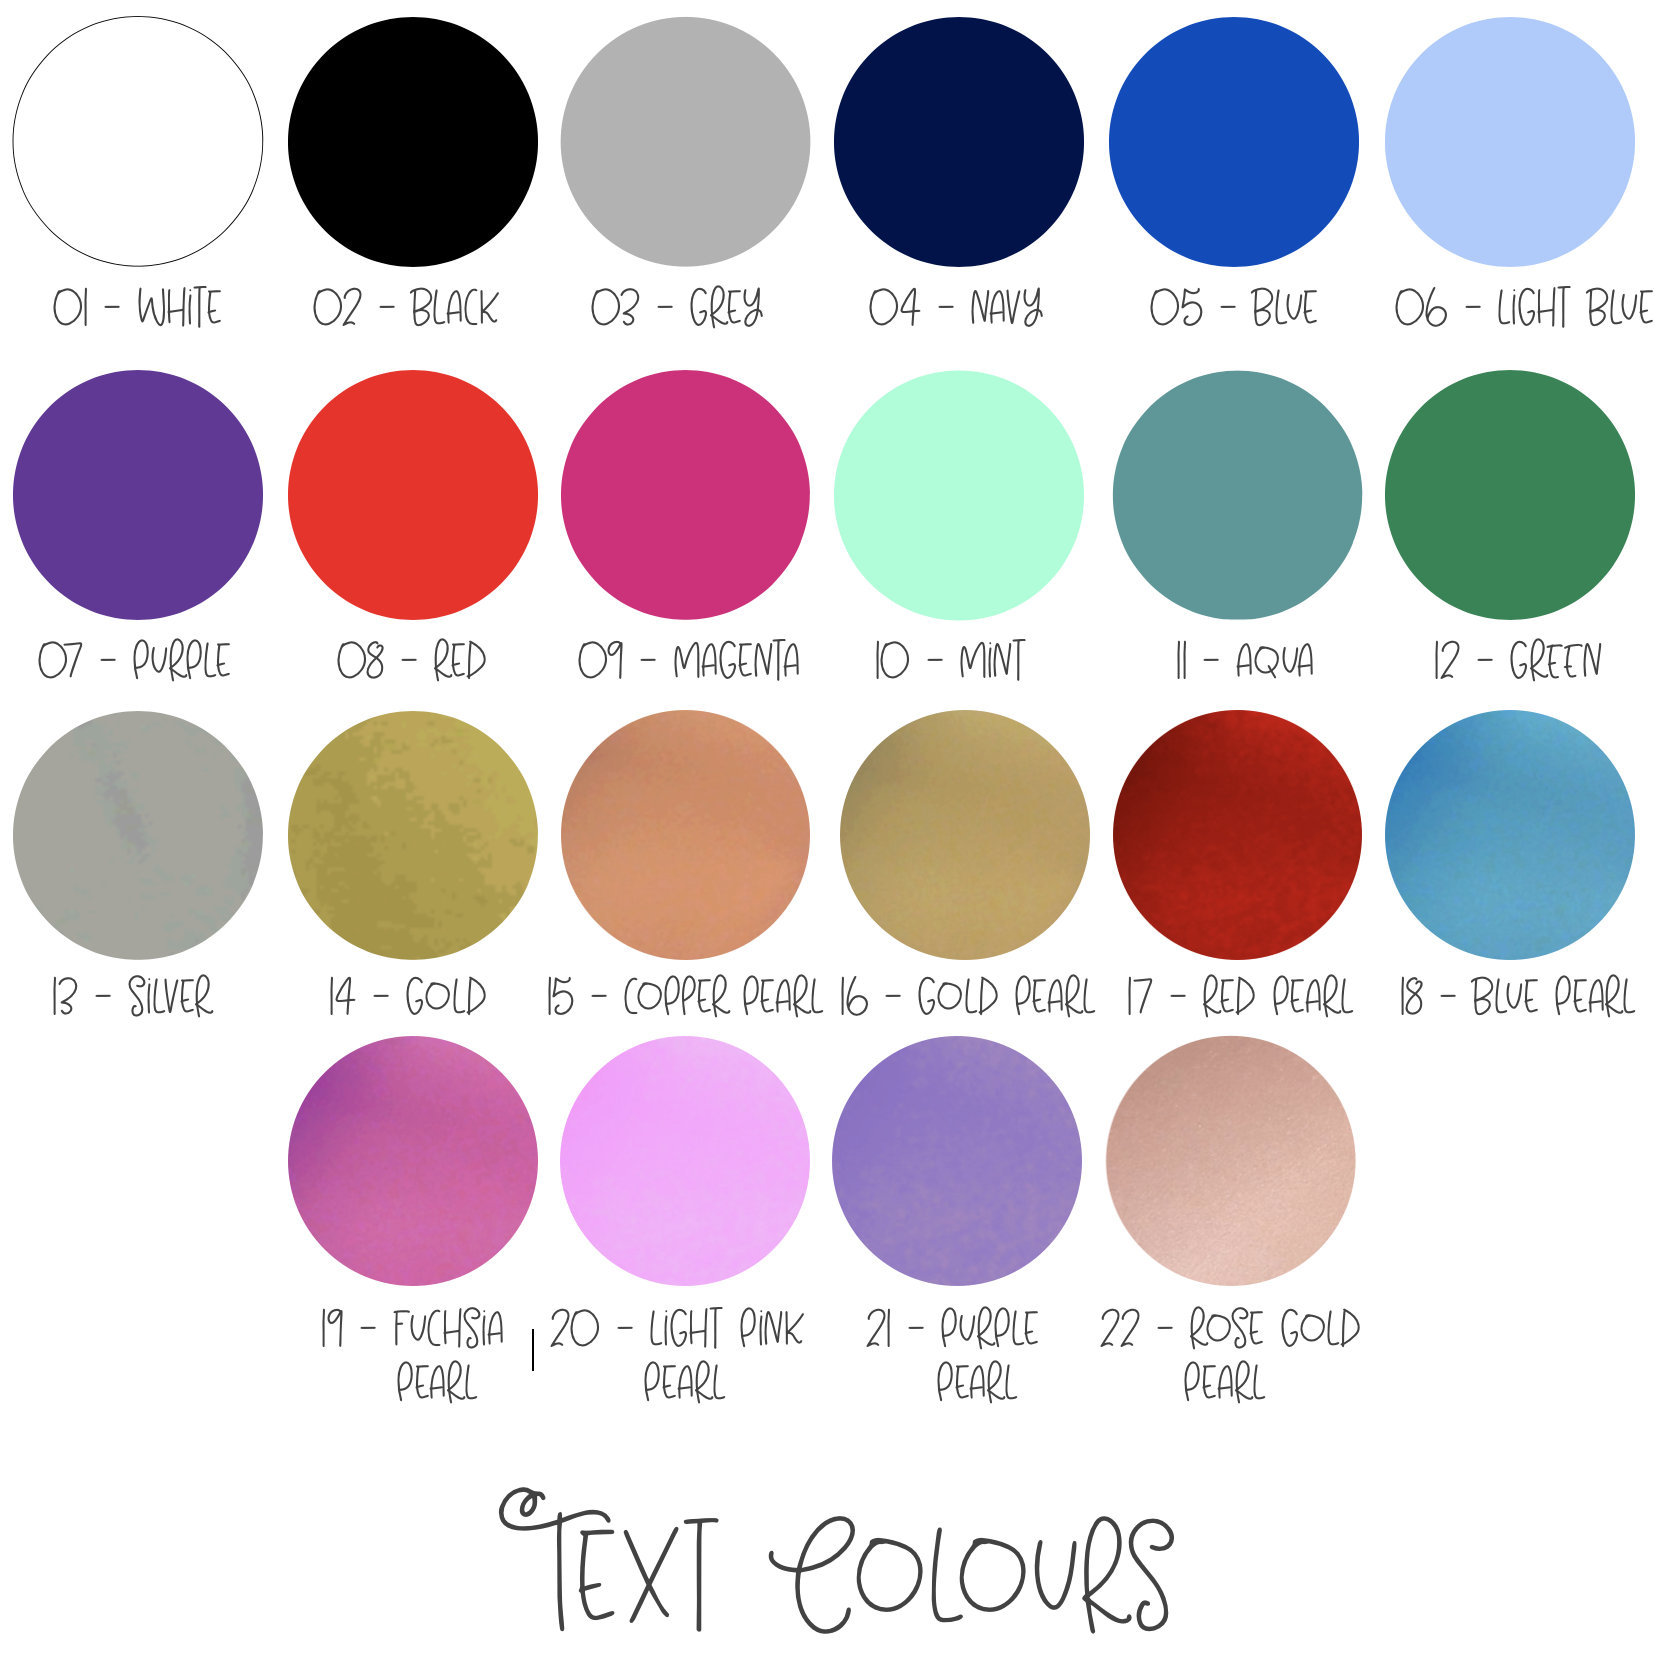 01 - WHITE
02 - BLACK
03 - GREY
04 - NAVY
05 - BLUE
06 - LIGHT BLUE
07 - PURPLE
08 - RED
09 - MAGENTA
10 - MINT
11 - AQUA
12 - GREEN
13 - SILVER
14 - GOLD
15 - COPPER PEARL
16 - GOLD PEARL
17 - RED PEARL
18 - BLUE PEARL
19 - FUCHSIA
PEARL
20 - LIGHT PINK
PEARL
21 - PURPLE
PEARL
22 - ROSE GOLD
PEARL
TEXT COLOURS